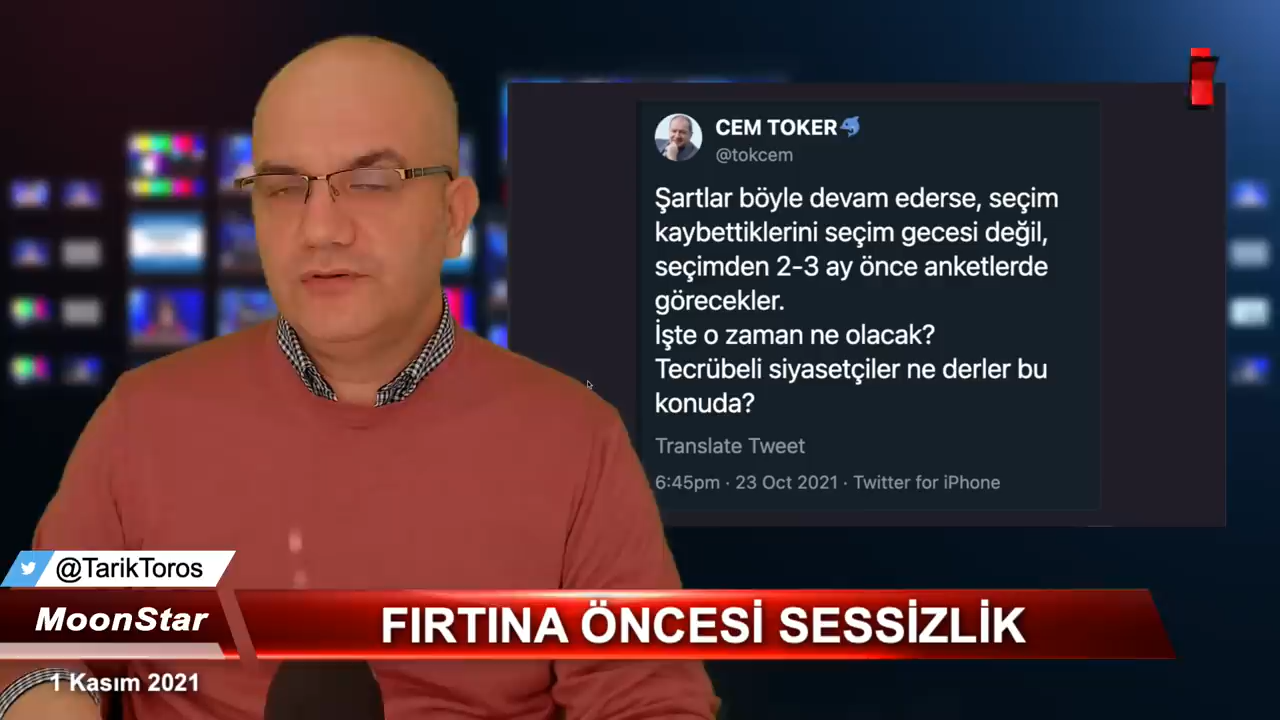 CEM TOKER
@tokcem
Şartlar böyle devam ederse, seçim
kaybettiklerini seçim gecesi değil,
seçimden 2-3 ay önce anketlerde
görecekler.
İşte o zaman ne olacak?
Tecrübeli siyasetçiler ne derler bu
konuda?
Translate Tweet
6:45pm · 23 Oct 2021 · Twitter for iPhone
@TarikToros
MoonStar
FIRTINA ÖNCESİ SESSİZLİK
1 Kasım 2021